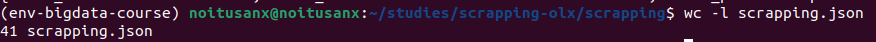 (env-bigdata-course) noitusanx@noitusanx:~/studies/scrapping-olx/scrapping$ wc -l scrapping.json
41 scrapping.json